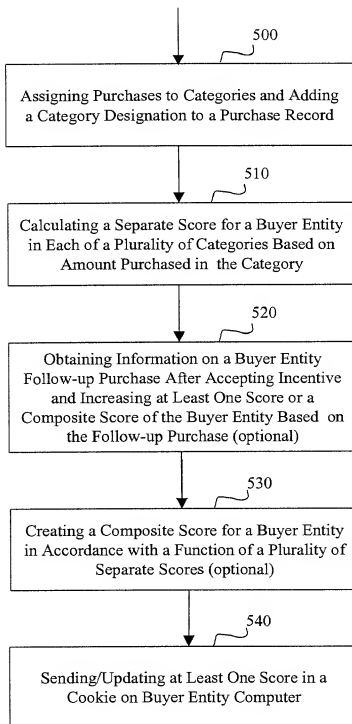 500
Assigning Purchases to Categories and Adding
a Category Designation to a Purchase Record
510
Calculating a Separate Score for a Buyer Entity
in Each of a Plurality of Categories Based on
Amount Purchased in the Category
520
Obtaining Information on a Buyer Entity
Follow-up Purchase After Accepting Incentive
and Increasing at Least One Score or a
Composite Score of the Buyer Entity Based on
the Follow-up Purchase (optional)
530
Creating a Composite Score for a Buyer Entity
in Accordance with a Function of a Plurality of
Separate Scores (optional)
540
Sending/Updating at Least One Score in a
Cookie on Buyer Entity Computer